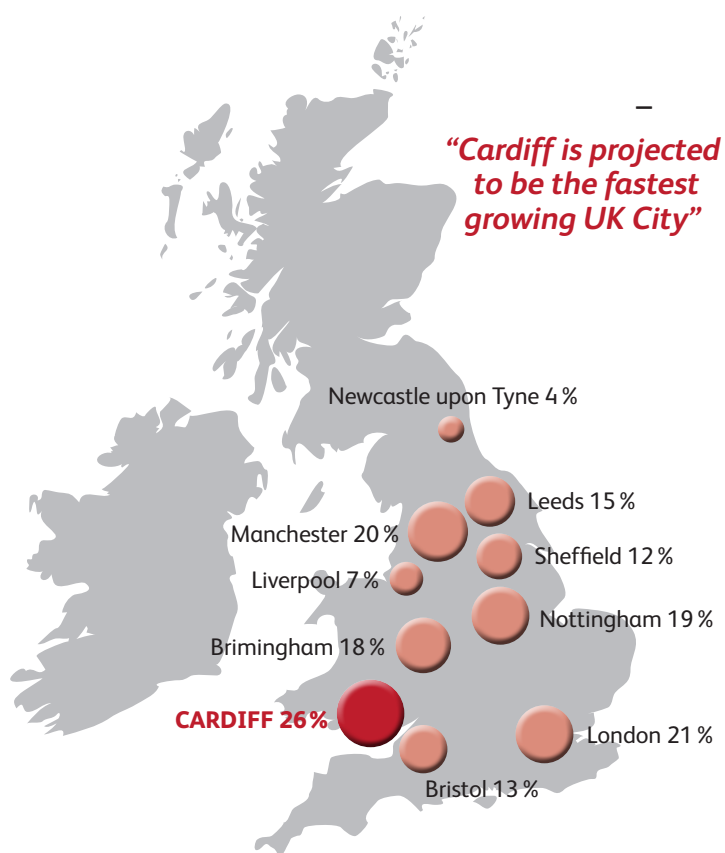 –
“Cardiff is projected
to be the fastest
growing UK City”
Newcastle upon Tyne 4 %
Leeds 15 %
Manchester 20 %
Sheffield 12 %
Liverpool 7 %
Nottingham 19 %
Brimingham 18 %
CARDIFF 26 %
London 21 %
Bristol 13 %